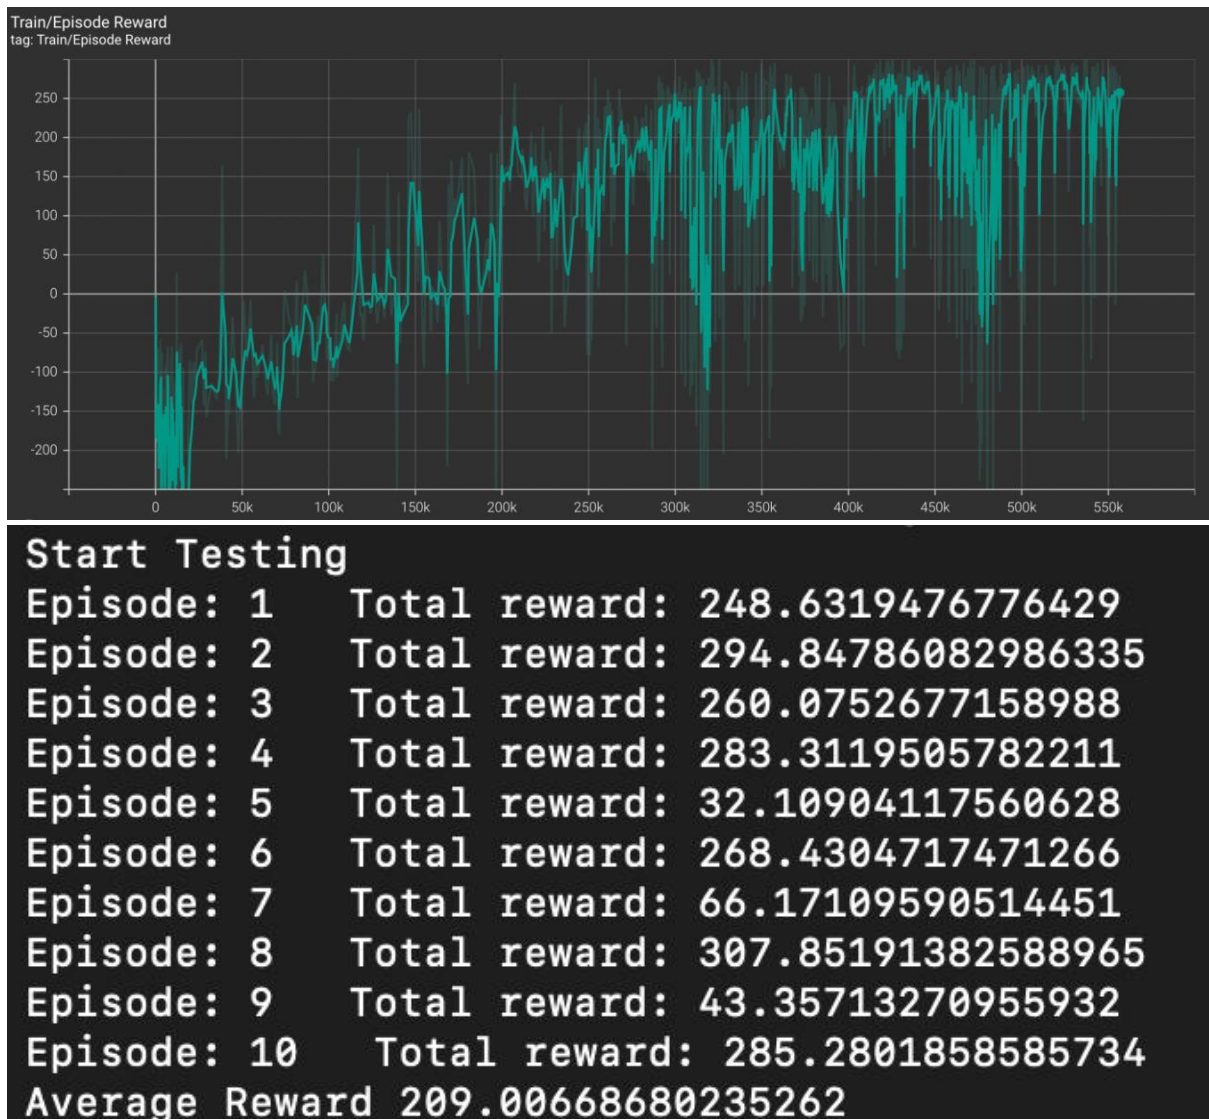 Train/Episode Reward
tag: Train/Episode Reward
250
200
150
100
50
0
-50
-100
-150
-200
0 50k 100k 150k 200k 250k 300k 350k 400k 450k 500k 550k
Start Testing
Episode: 1 Total reward: 248.6319476776429
Episode: 2 Total reward: 294.84786082986335
Episode: 3 Total reward: 260.0752677158988
Episode: 4 Total reward: 283.3119505782211
Episode: 5 Total reward: 32.10904117560628
Episode: 6 Total reward: 268.4304717471266
Episode: 7 Total reward: 66.17109590514451
Episode: 8 Total reward: 307.85191382588965
Episode: 9 Total reward: 43.35713270955932
Episode: 10 Total reward: 285.2801858585734
Average Reward 209.00668680235262